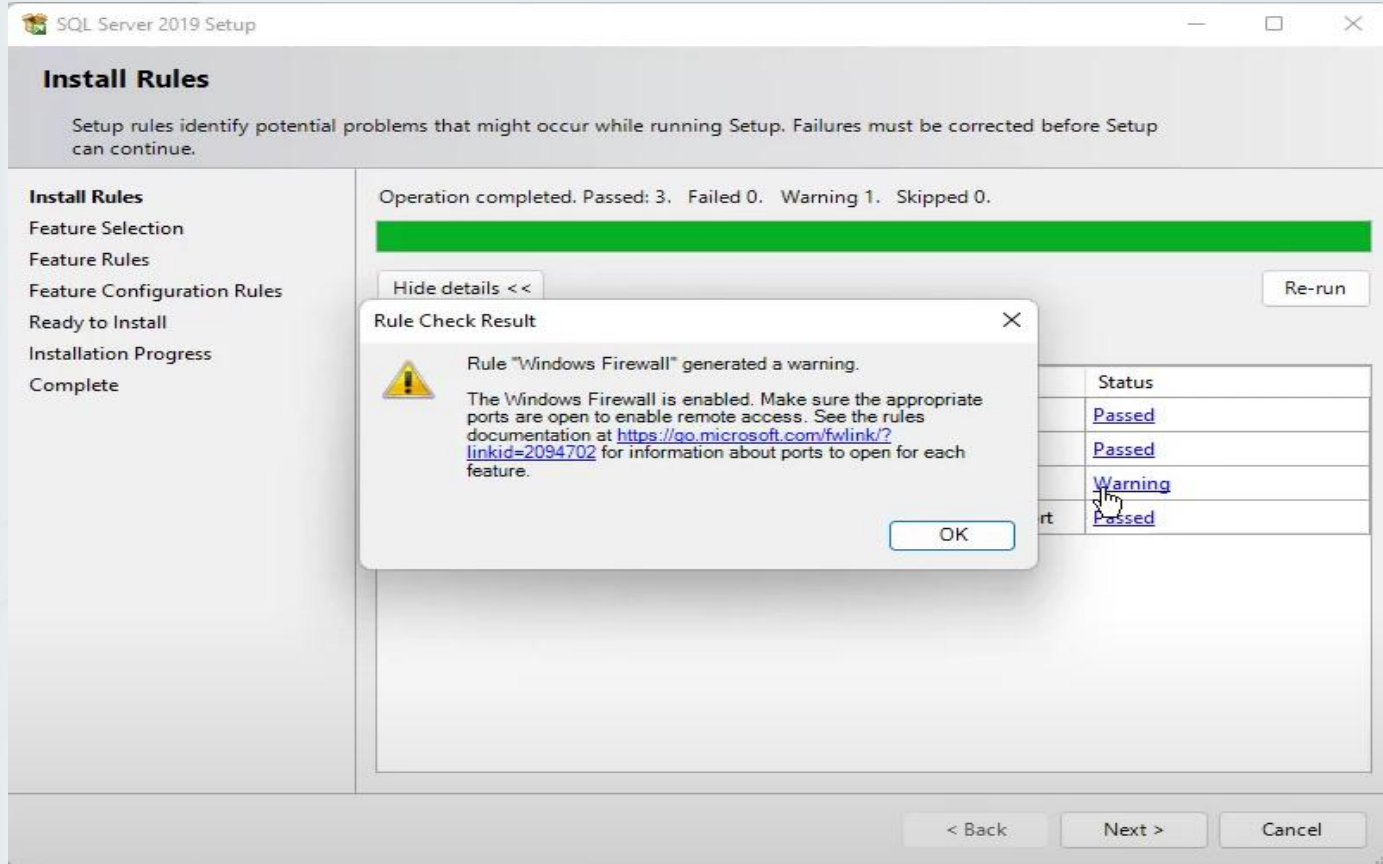 SQL Server 2019 Setup
Install Rules
Setup rules identify potential problems that might occur while running Setup. Failures must be corrected before Setup
can continue.
Install Rules
Feature Selection
Feature Rules
Feature Configuration Rules
Ready to Install
Installation Progress
Complete
Operation completed. Passed: 3. Failed 0. Warning 1. Skipped 0.
Hide details <<
Re-run
Rule Check Result
Rule "Windows Firewall" generated a warning.
The Windows Firewall is enabled. Make sure the appropriate
ports are open to enable remote access. See the rules
documentation at https://go.microsoft.com/fwlink/?
linkid=2094702 for information about ports to open for each
feature.
OK
Status
Passed
Passed
Warning
rt Passed
< Back
Next >
Cancel